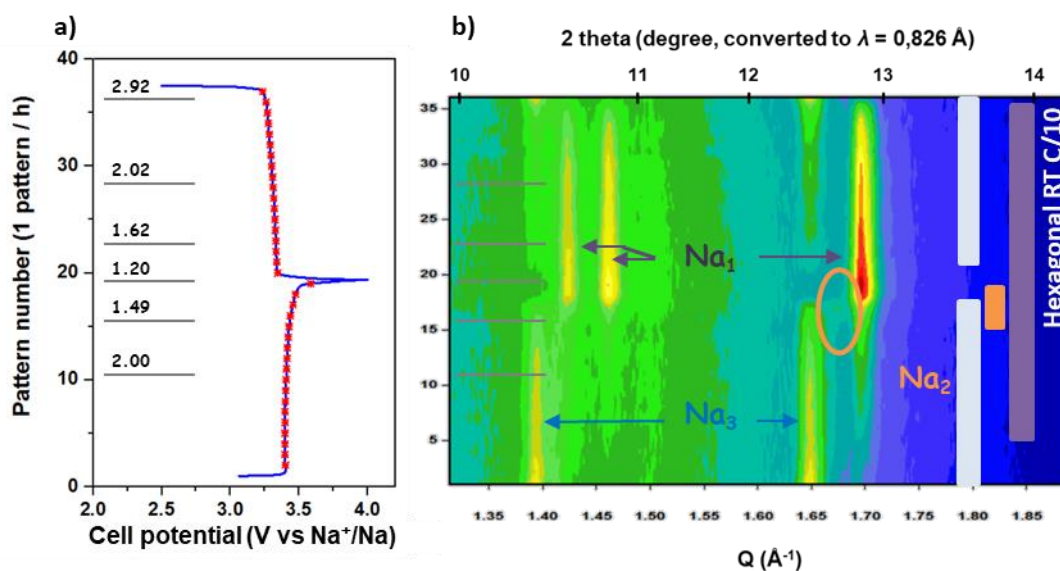 a)
Pattern number (1 pattern / h)
40
30
20
10
0
2.92
2.02
1.62
1.20
1.49
2.00
2.0 2.5 3.0 3.5 4.0
Cell potential (V vs Na⁺/Na)
b)
2 theta (degree, converted to λ = 0,826 Å)
10 11 12 13 14
35
30
25
20
15
10
5
Na₁
Na₂
Na₃
Hexagonal RT C/10
1.35 1.40 1.45 1.50 1.55 1.60 1.65 1.70 1.75 1.80 1.85
Q (Å⁻¹)